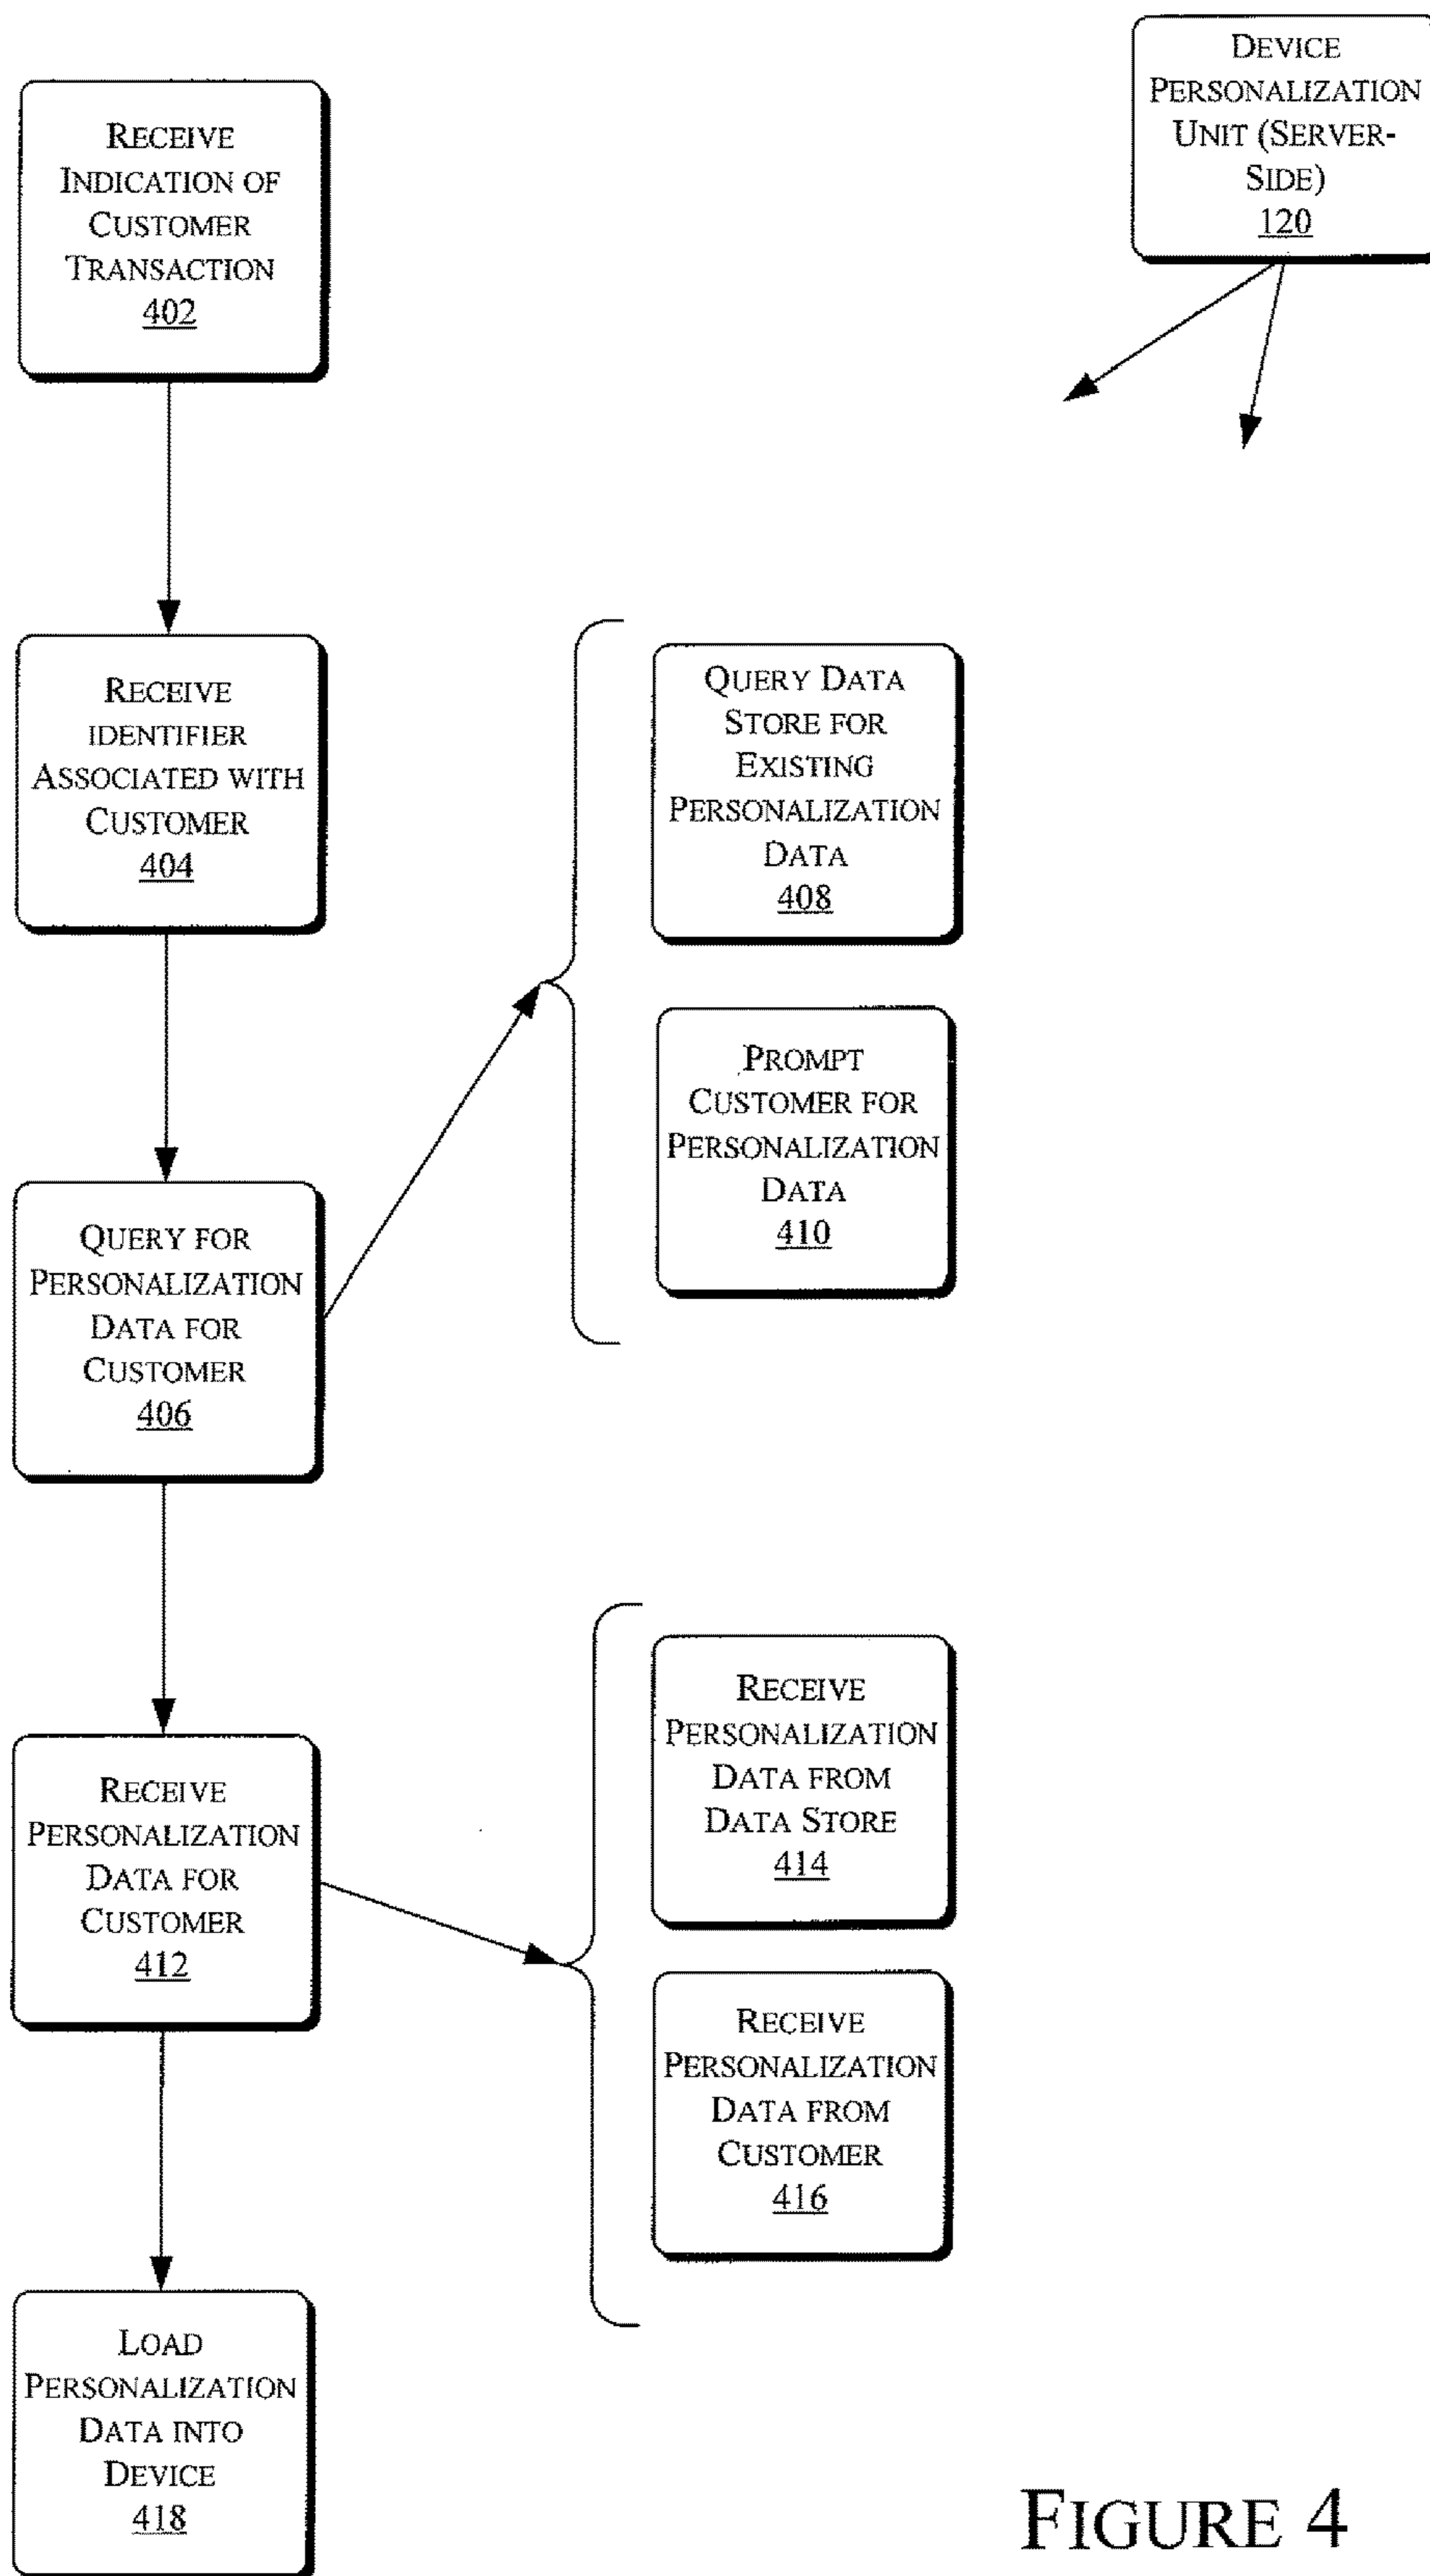 RECEIVE
INDICATION OF
CUSTOMER
TRANSACTION
402
DEVICE
PERSONALIZATION
UNIT (SERVER-
SIDE)
120
RECEIVE
IDENTIFIER
ASSOCIATED WITH
CUSTOMER
404
QUERY DATA
STORE FOR
EXISTING
PERSONALIZATION
DATA
408
PROMPT
CUSTOMER FOR
PERSONALIZATION
DATA
410
QUERY FOR
PERSONALIZATION
DATA FOR
CUSTOMER
406
RECEIVE
PERSONALIZATION
DATA FROM
DATA STORE
414
RECEIVE
PERSONALIZATION
DATA FOR
CUSTOMER
412
RECEIVE
PERSONALIZATION
DATA FROM
CUSTOMER
416
LOAD
PERSONALIZATION
DATA INTO
DEVICE
418
FIGURE 4